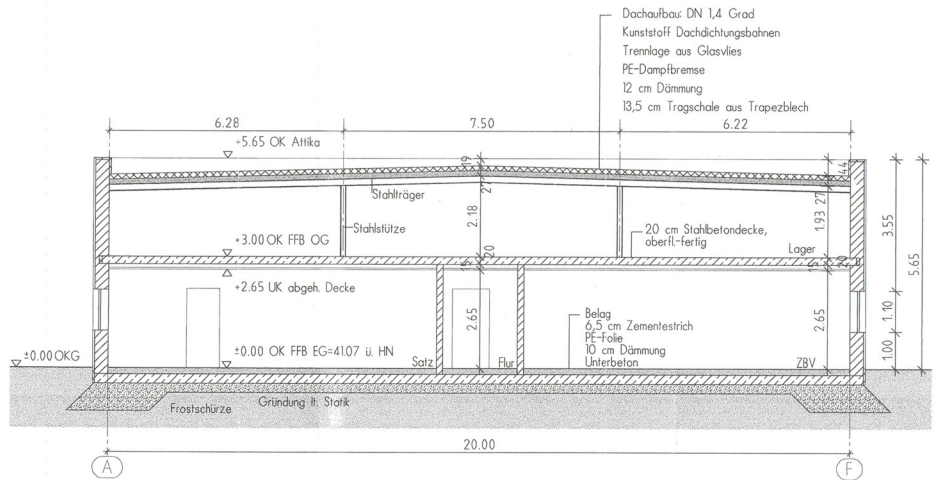 Dachaufbau: DN 1,4 Grad
Kunststoff Dachdichtungsbahnen
Trennlage aus Glasvlies
PE-Dampfbremse
12 cm Dämmung
13,5 cm Tragschale aus Trapezblech
6.28
7.50
6.22
+5.65 OK Attika
19
44
Stahlträger
27
2.18
1.93
Stahlstütze
3.55
5.65
20 cm Stahlbetondecke,
oberfl.-fertig
+3.00 OK FFB OG
20
Lager
15
15
20
+2.65 UK abgeh. Decke
2.65
2.65
1.10
Belag
6,5 cm Zementestrich
PE-Folie
10 cm Dämmung
Unterbeton
±0.00 OKG
±0.00 OK FFB EG=41.07 ü. HN
Satz
Flur
ZBV
1.00
Frostschürze
Gründung lt. Statik
20.00
A
F